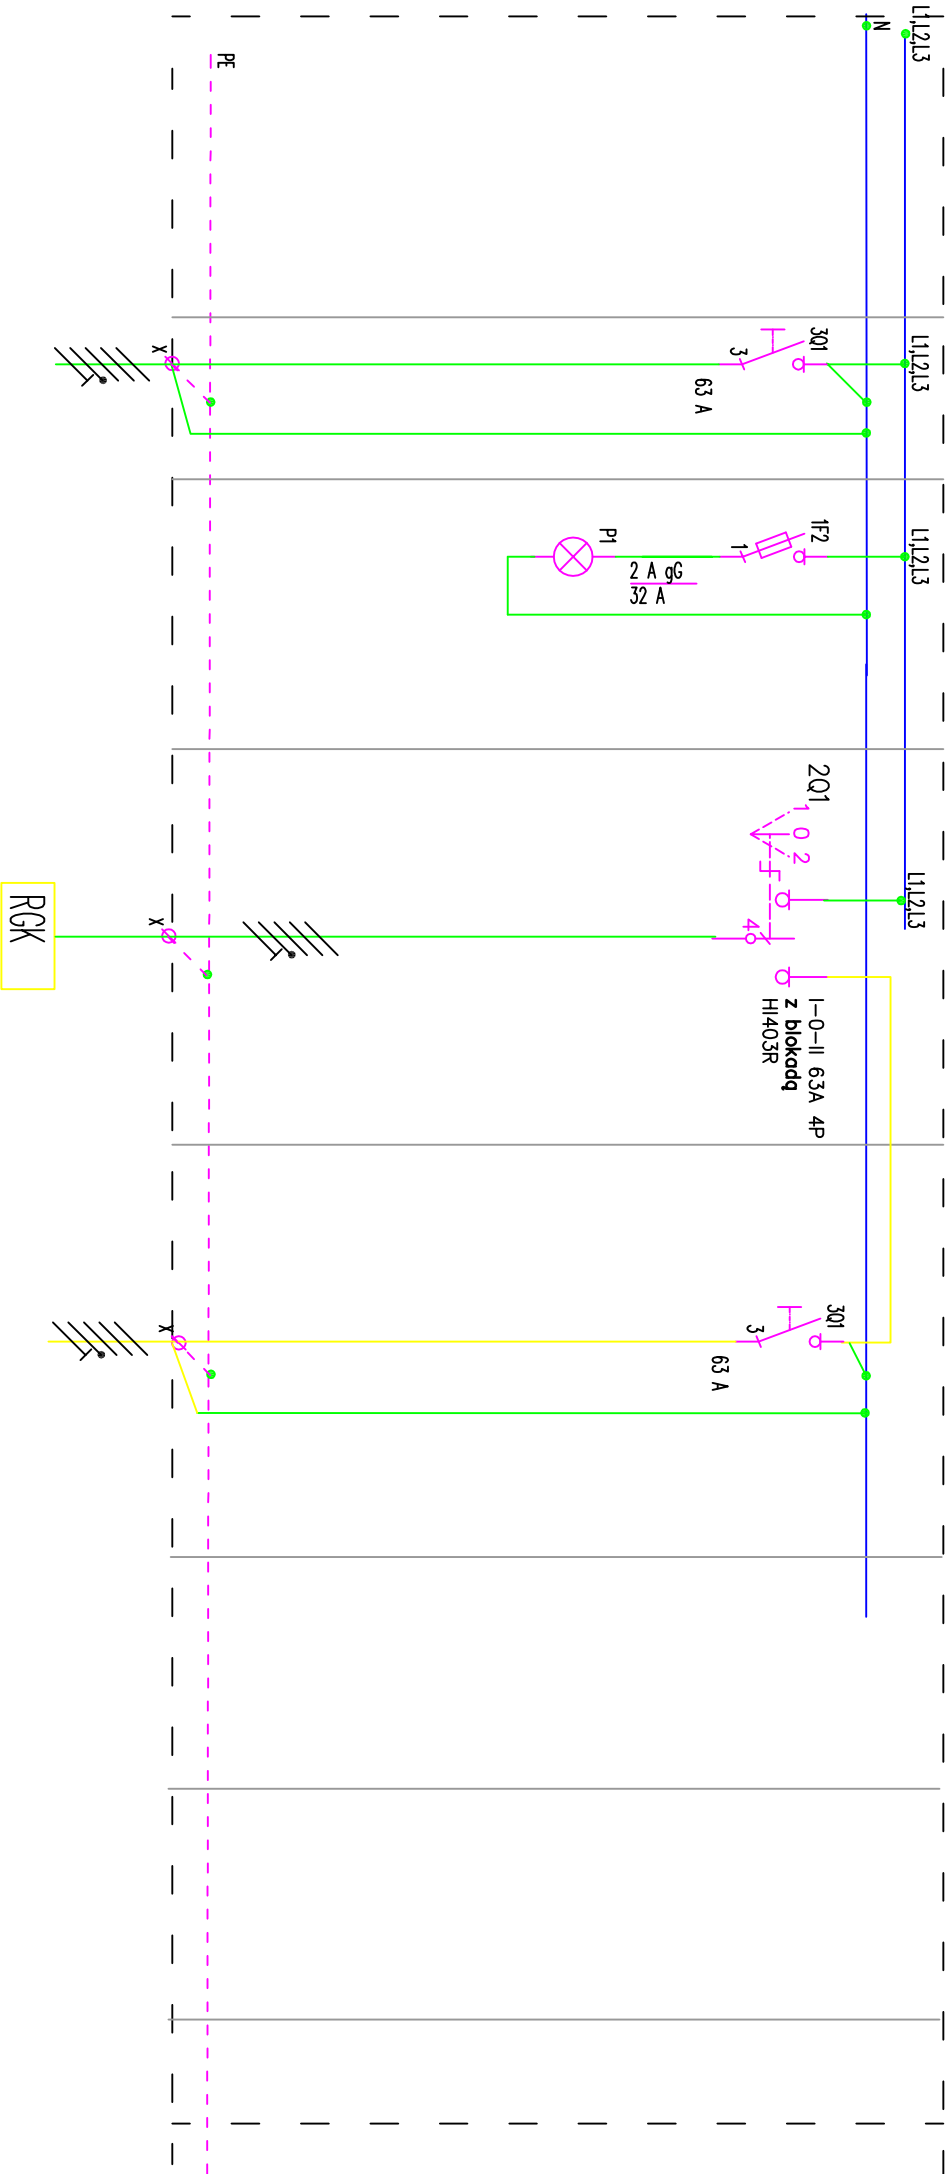 L1,L2,L3
N
PE
L1,L2,L3
3Q1
3
63 A
X
L1,L2,L3
1F2
1
P1
2 A gG
32 A
L1,L2,L3
2Q1
1 0 2
4
I-0-II 63A 4P
z blokadą
HI403R
X
RGK
3Q1
3
63 A
X